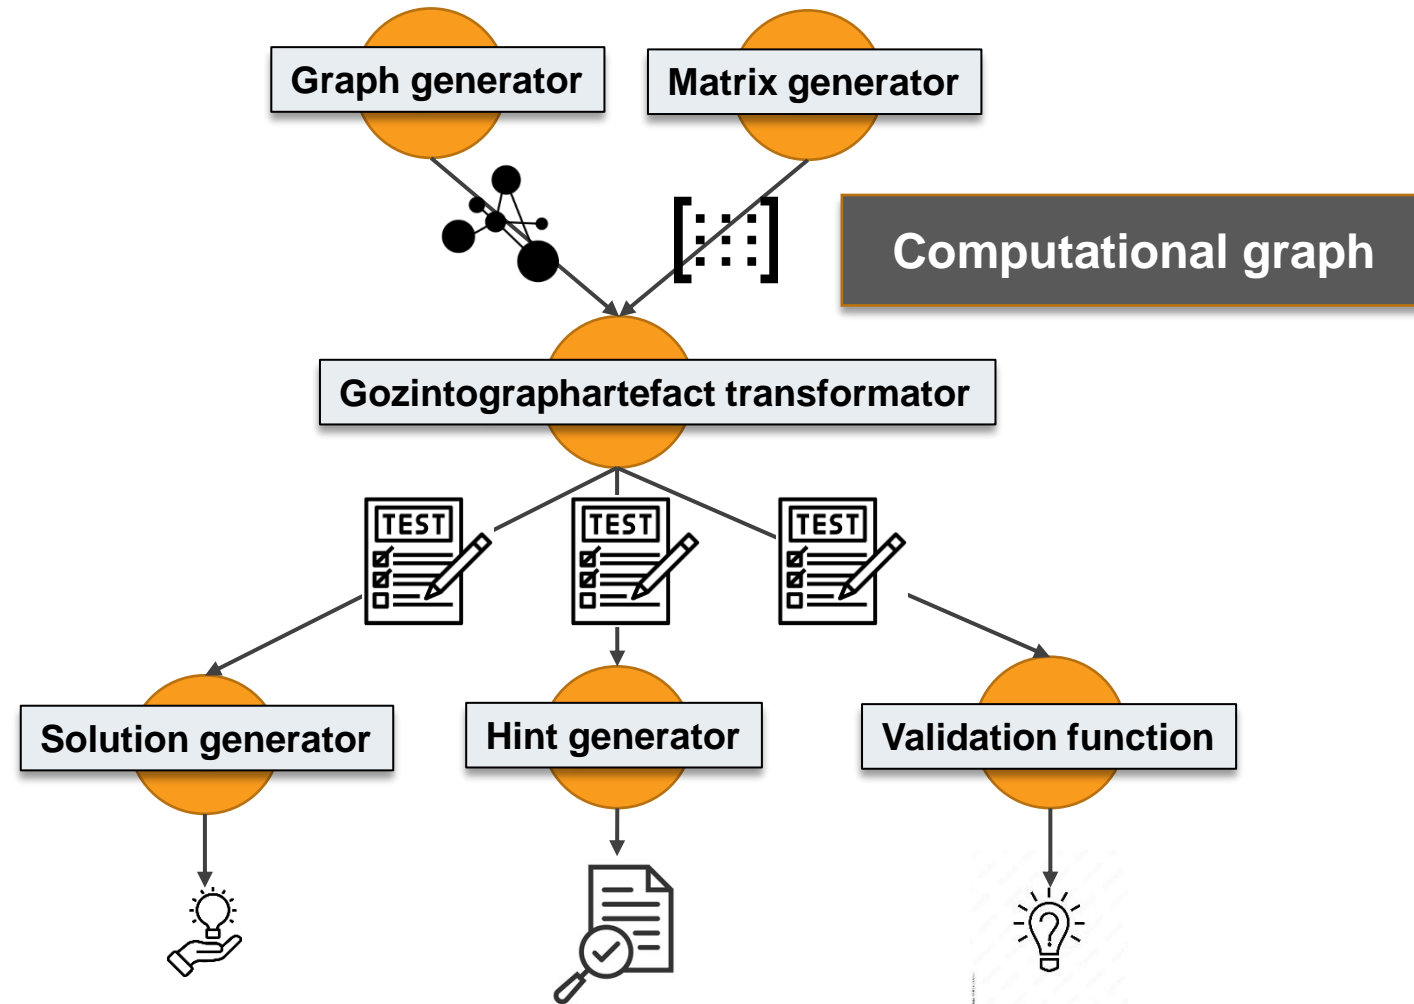 Graph generator
Matrix generator
Computational graph
Gozintographartefact transformator
TEST
TEST
TEST
Solution generator
Hint generator
Validation function
?